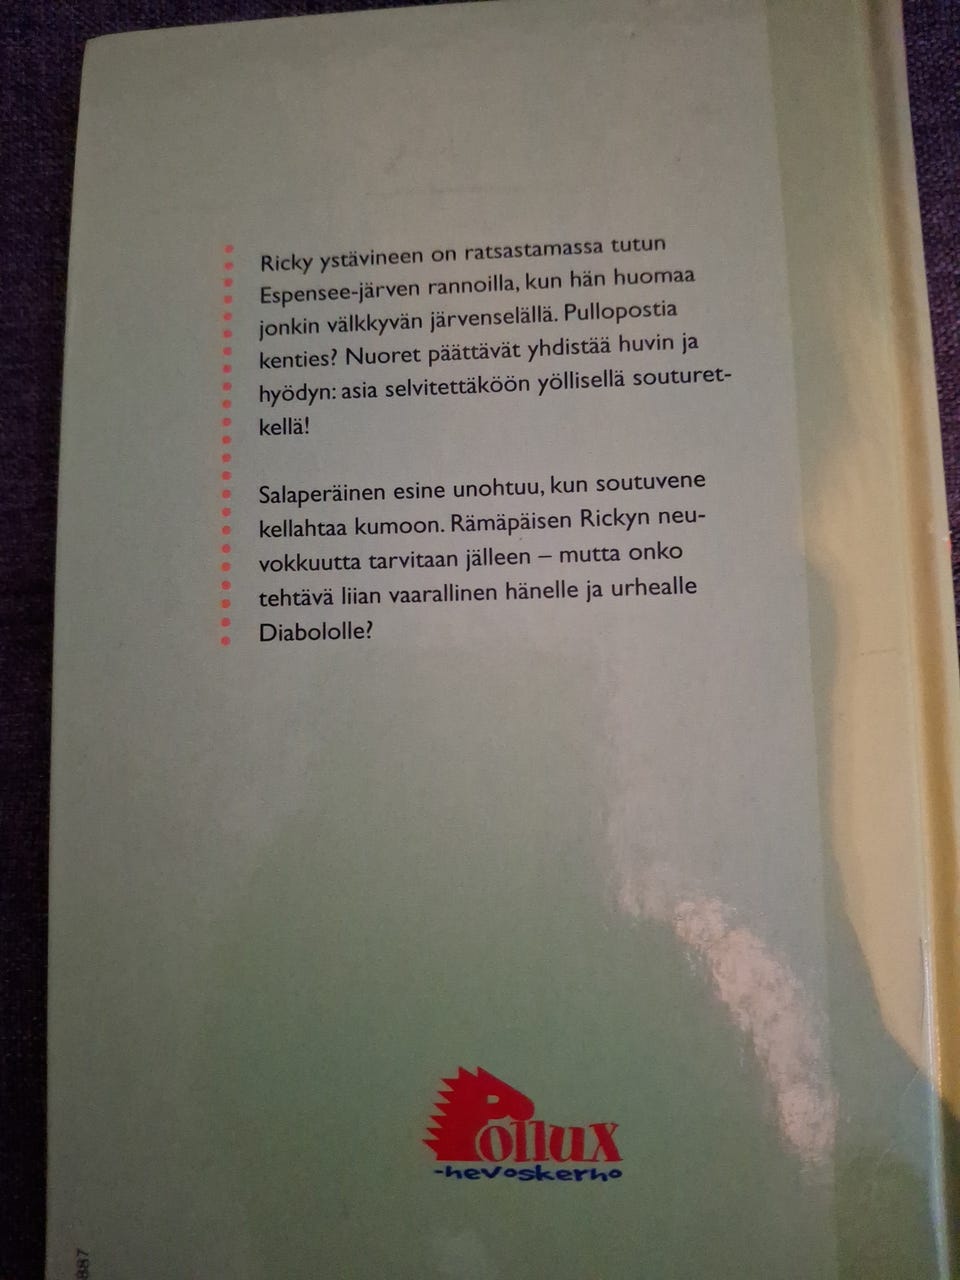 Ricky ystävineen on ratsastamassa tutun
Espensee-järven rannoilla, kun hän huomaa
jonkin välkkyvän järvenselällä. Pullopostia
kenties? Nuoret päättävät yhdistää huvin ja
hyödyn: asia selvitettäköön yöllisellä souturet-
kellä!
Salaperäinen esine unohtuu, kun soutuvene
kellahtaa kumoon. Rämäpäisen Rickyn neu-
vokkuutta tarvitaan jälleen – mutta onko
tehtävä liian vaarallinen hänelle ja urhealle
Diabololle?
Pollux
-hevoskerho
887